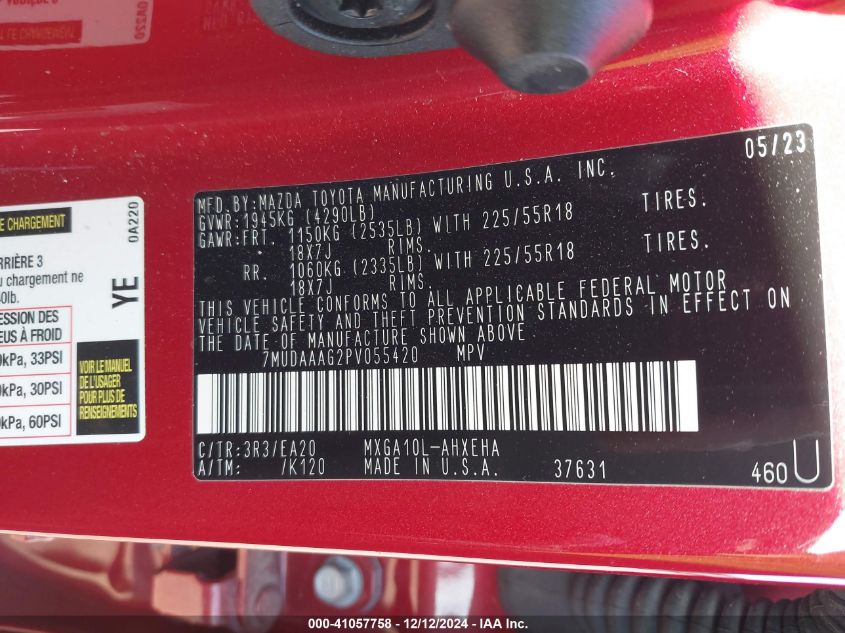 05/23
MFD.BY:MAZDA TOYOTA MANUFACTURING U.S.A. INC.
GVWR:1945KG (4290LB)
GAWR:FRT. 1150KG (2535LB) WITH 225/55R18 TIRES.
18X7J RIMS.
RR. 1060KG (2335LB) WITH 225/55R18 TIRES.
18X7J RIMS.
THIS VEHICLE CONFORMS TO ALL APPLICABLE FEDERAL MOTOR
VEHICLE SAFETY AND THEFT PREVENTION STANDARDS IN EFFECT ON
THE DATE OF MANUFACTURE SHOWN ABOVE.
7MUDAAAG2PV055420 MPV
C/TR:3R3/EA20 MXGA10L-AHXEHA
A/TM: /K120 MADE IN U.S.A. 37631
460U
E CHARGEMENT
0A220
RRIÈRE 3
u chargement ne
0lb.
YE
ESSION DES
EUS À FROID
kPa, 33PSI
kPa, 30PSI
kPa, 60PSI
VOIR LE MANUEL
DE L'USAGER
POUR PLUS DE
RENSEIGNEMENTS
000-41057758 - 12/12/2024 - IAA Inc.